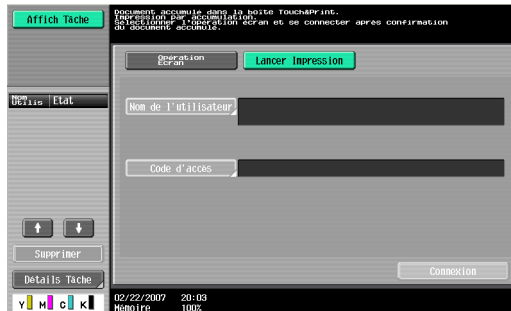 Affich Tâche
Document accumulé dans la boîte Touch&Print.
Impression par accumulation.
Sélectionner l'opération écran et se connecter après confirmation
du document accumulé.
Opération
Ecran
Lancer Impression
Nom
Utilis
Etat
Nom de l'utilisateur
Code d'accès
Supprimer
Détails Tâche
Connexion
Y M C K
02/22/2007 20:03
Mémoire 100%